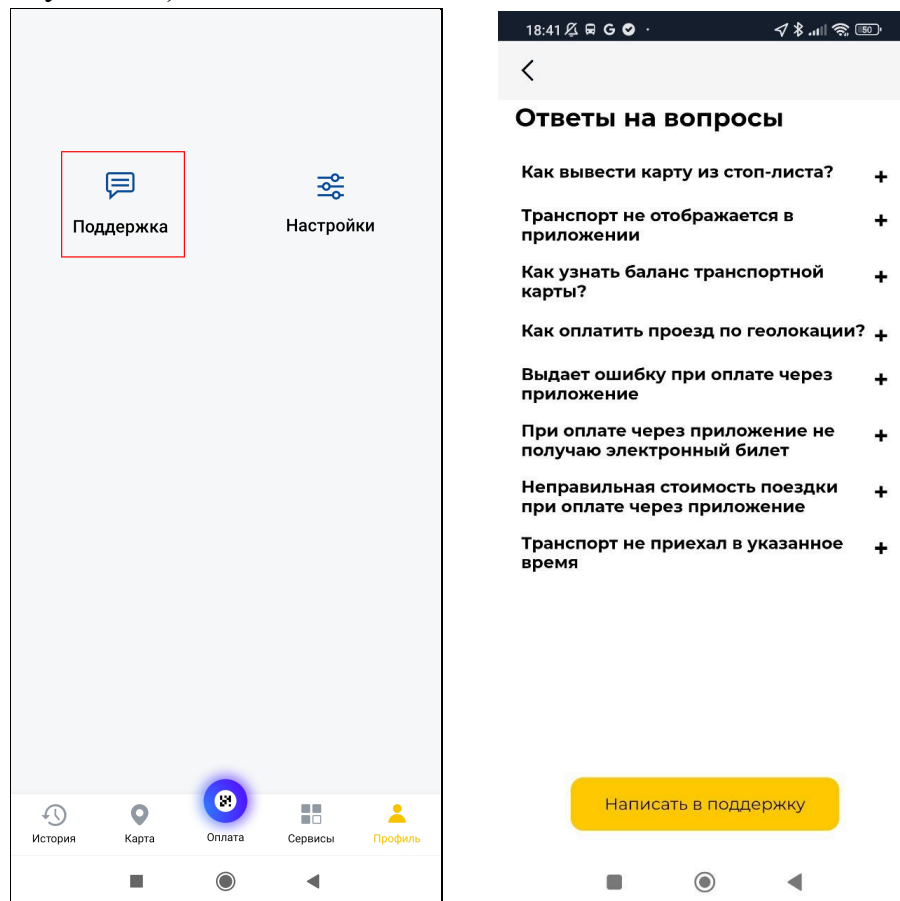 Поддержка
Настройки
История
Карта
Оплата
Сервисы
Профиль
18:41
50
Ответы на вопросы
Как вывести карту из стоп-листа?
+
Транспорт не отображается в
приложении
+
Как узнать баланс транспортной
карты?
+
Как оплатить проезд по геолокации?
+
Выдает ошибку при оплате через
приложение
+
При оплате через приложение не
получаю электронный билет
+
Неправильная стоимость поездки
при оплате через приложение
+
Транспорт не приехал в указанное
время
+
Написать в поддержку